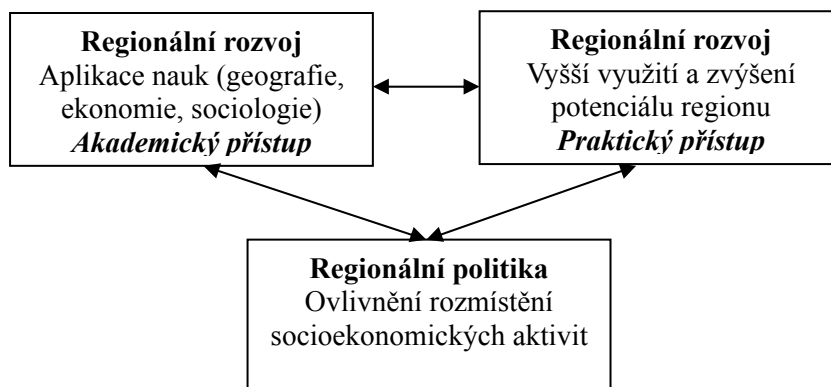 Regionální rozvoj
Aplikace nauk (geografie,
ekonomie, sociologie)
Akademický přístup
Regionální rozvoj
Vyšší využití a zvýšení
potenciálu regionu
Praktický přístup
Regionální politika
Ovlivnění rozmístění
socioekonomických aktivit